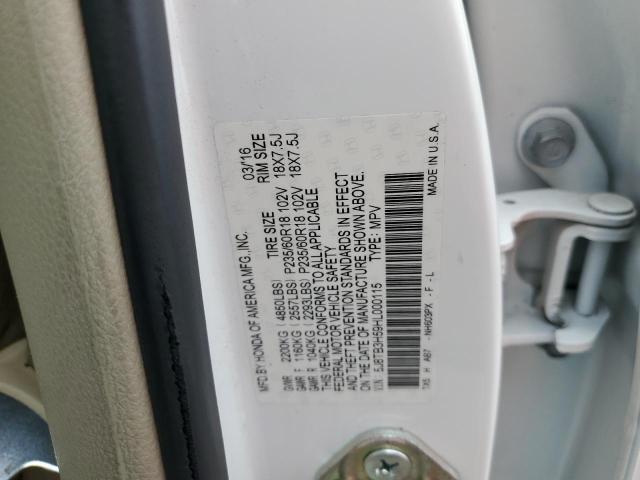 MFD.BY HONDA OF AMERICA MFG.,INC. 03/16
TIRE SIZE RIM SIZE
GVWR 2200KG (4850LBS)
GAWR F 1160KG (2557LBS) P235/60R18 102V 18X7.5J
GAWR R 1040KG (2293LBS) P235/60R18 102V 18X7.5J
THIS VEHICLE CONFORMS TO ALL APPLICABLE
FEDERAL MOTOR VEHICLE SAFETY
AND THEFT PREVENTION STANDARDS IN EFFECT
ON THE DATE OF MANUFACTURE SHOWN ABOVE.
V.I.N. : 5J8TB3H59HL000115 TYPE: MPV
TX5 H AB7 - NH603PX - F - L MADE IN U.S.A.